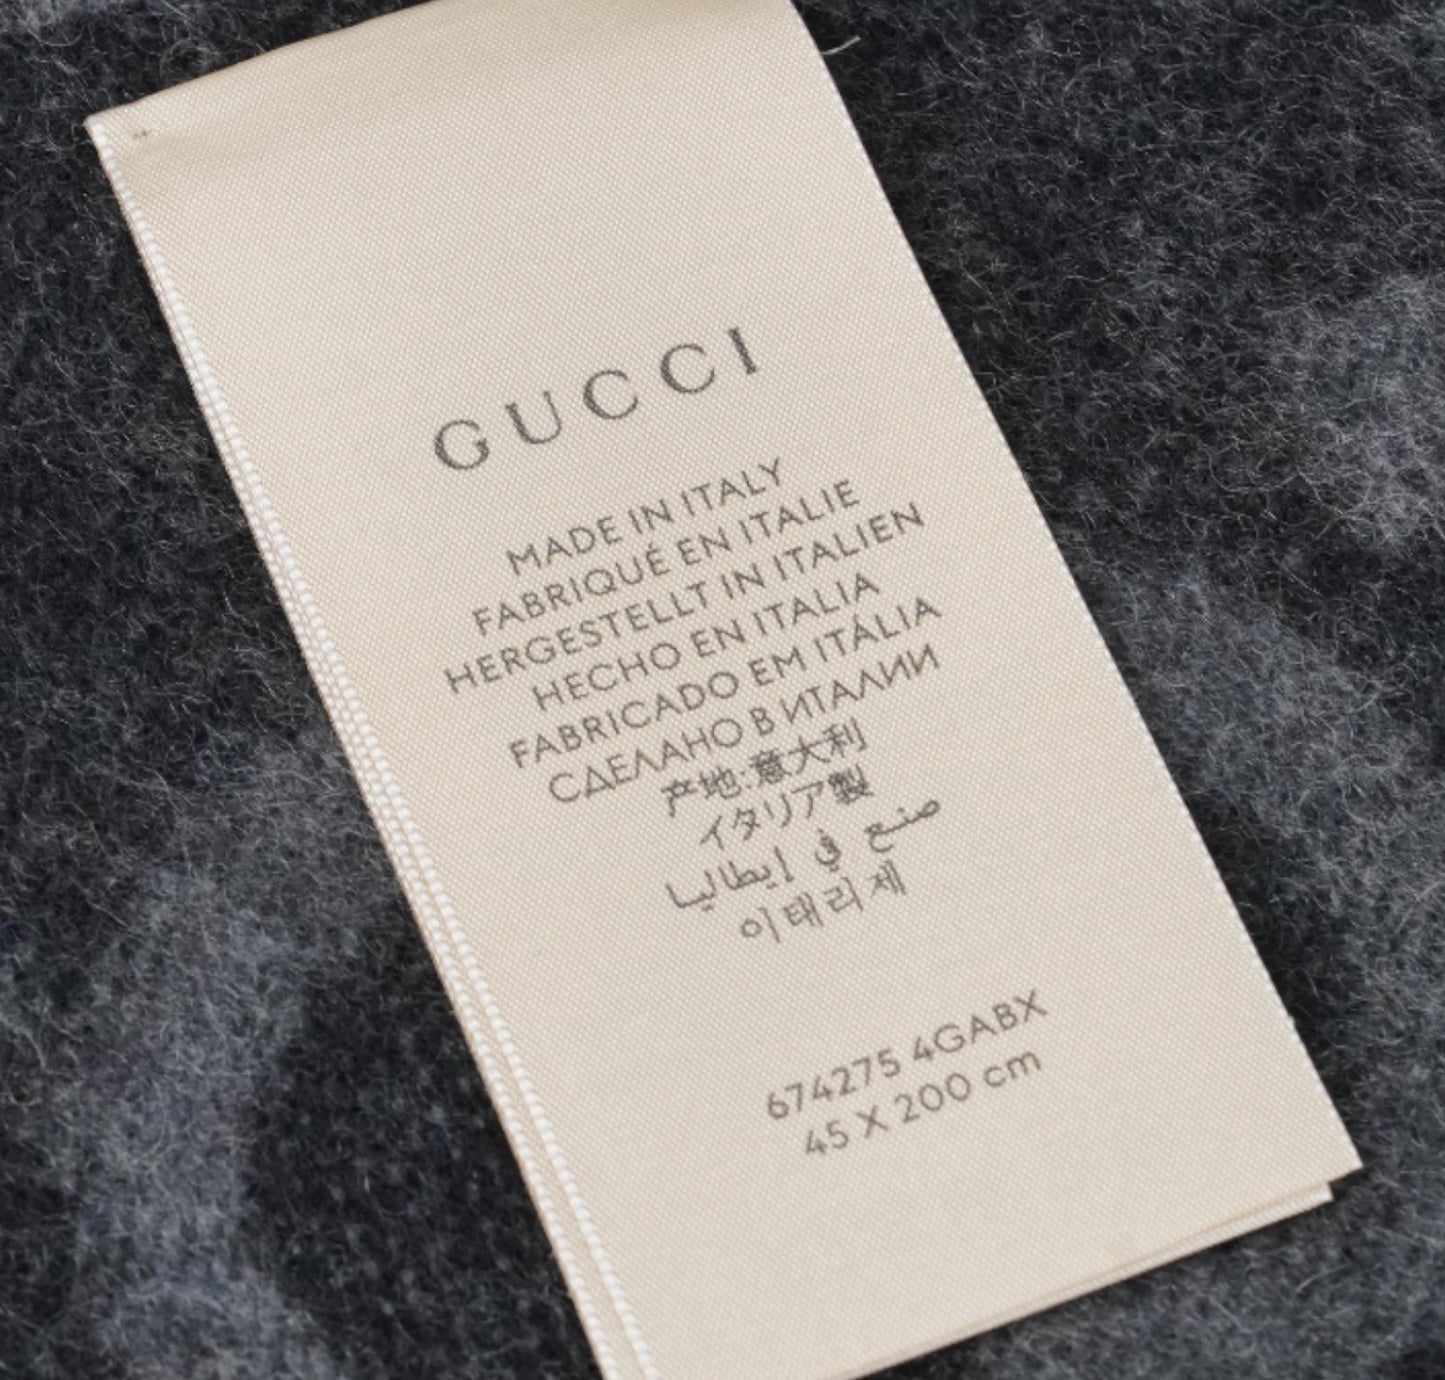 GUCCI
MADE IN ITALY
FABRIQUÉ EN ITALIE
HERGESTELLT IN ITALIEN
HECHO EN ITALIA
FABRICADO EM ITÁLIA
СДЕЛАНО В ИТАЛИИ
产地:意大利
イタリア製
صنع في إيطاليا
이태리제
674275 4GABX
45 X 200 cm